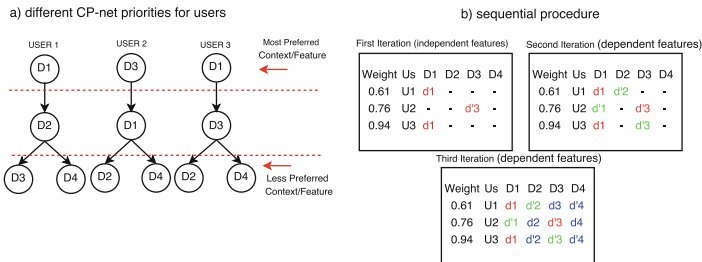 a) different CP-net priorities for users
USER 1 USER 2 USER 3
Most Preferred
Context/Feature
D1 D3 D1
D2 D1 D3
D3 D4 D2 D4 D2 D4
Less Preferred
Context/Feature
b) sequential procedure
First Iteration (independent features)
Weight Us D1 D2 D3 D4
0.61 U1 d1 - - -
0.76 U2 - - d'3 -
0.94 U3 d1 - - -
Second Iteration (dependent features)
Weight Us D1 D2 D3 D4
0.61 U1 d1 d'2 - -
0.76 U2 d'1 - d'3 -
0.94 U3 d1 - d'3 -
Third Iteration (dependent features)
Weight Us D1 D2 D3 D4
0.61 U1 d1 d'2 d3 d'4
0.76 U2 d'1 d2 d'3 d4
0.94 U3 d1 d'2 d'3 d'4